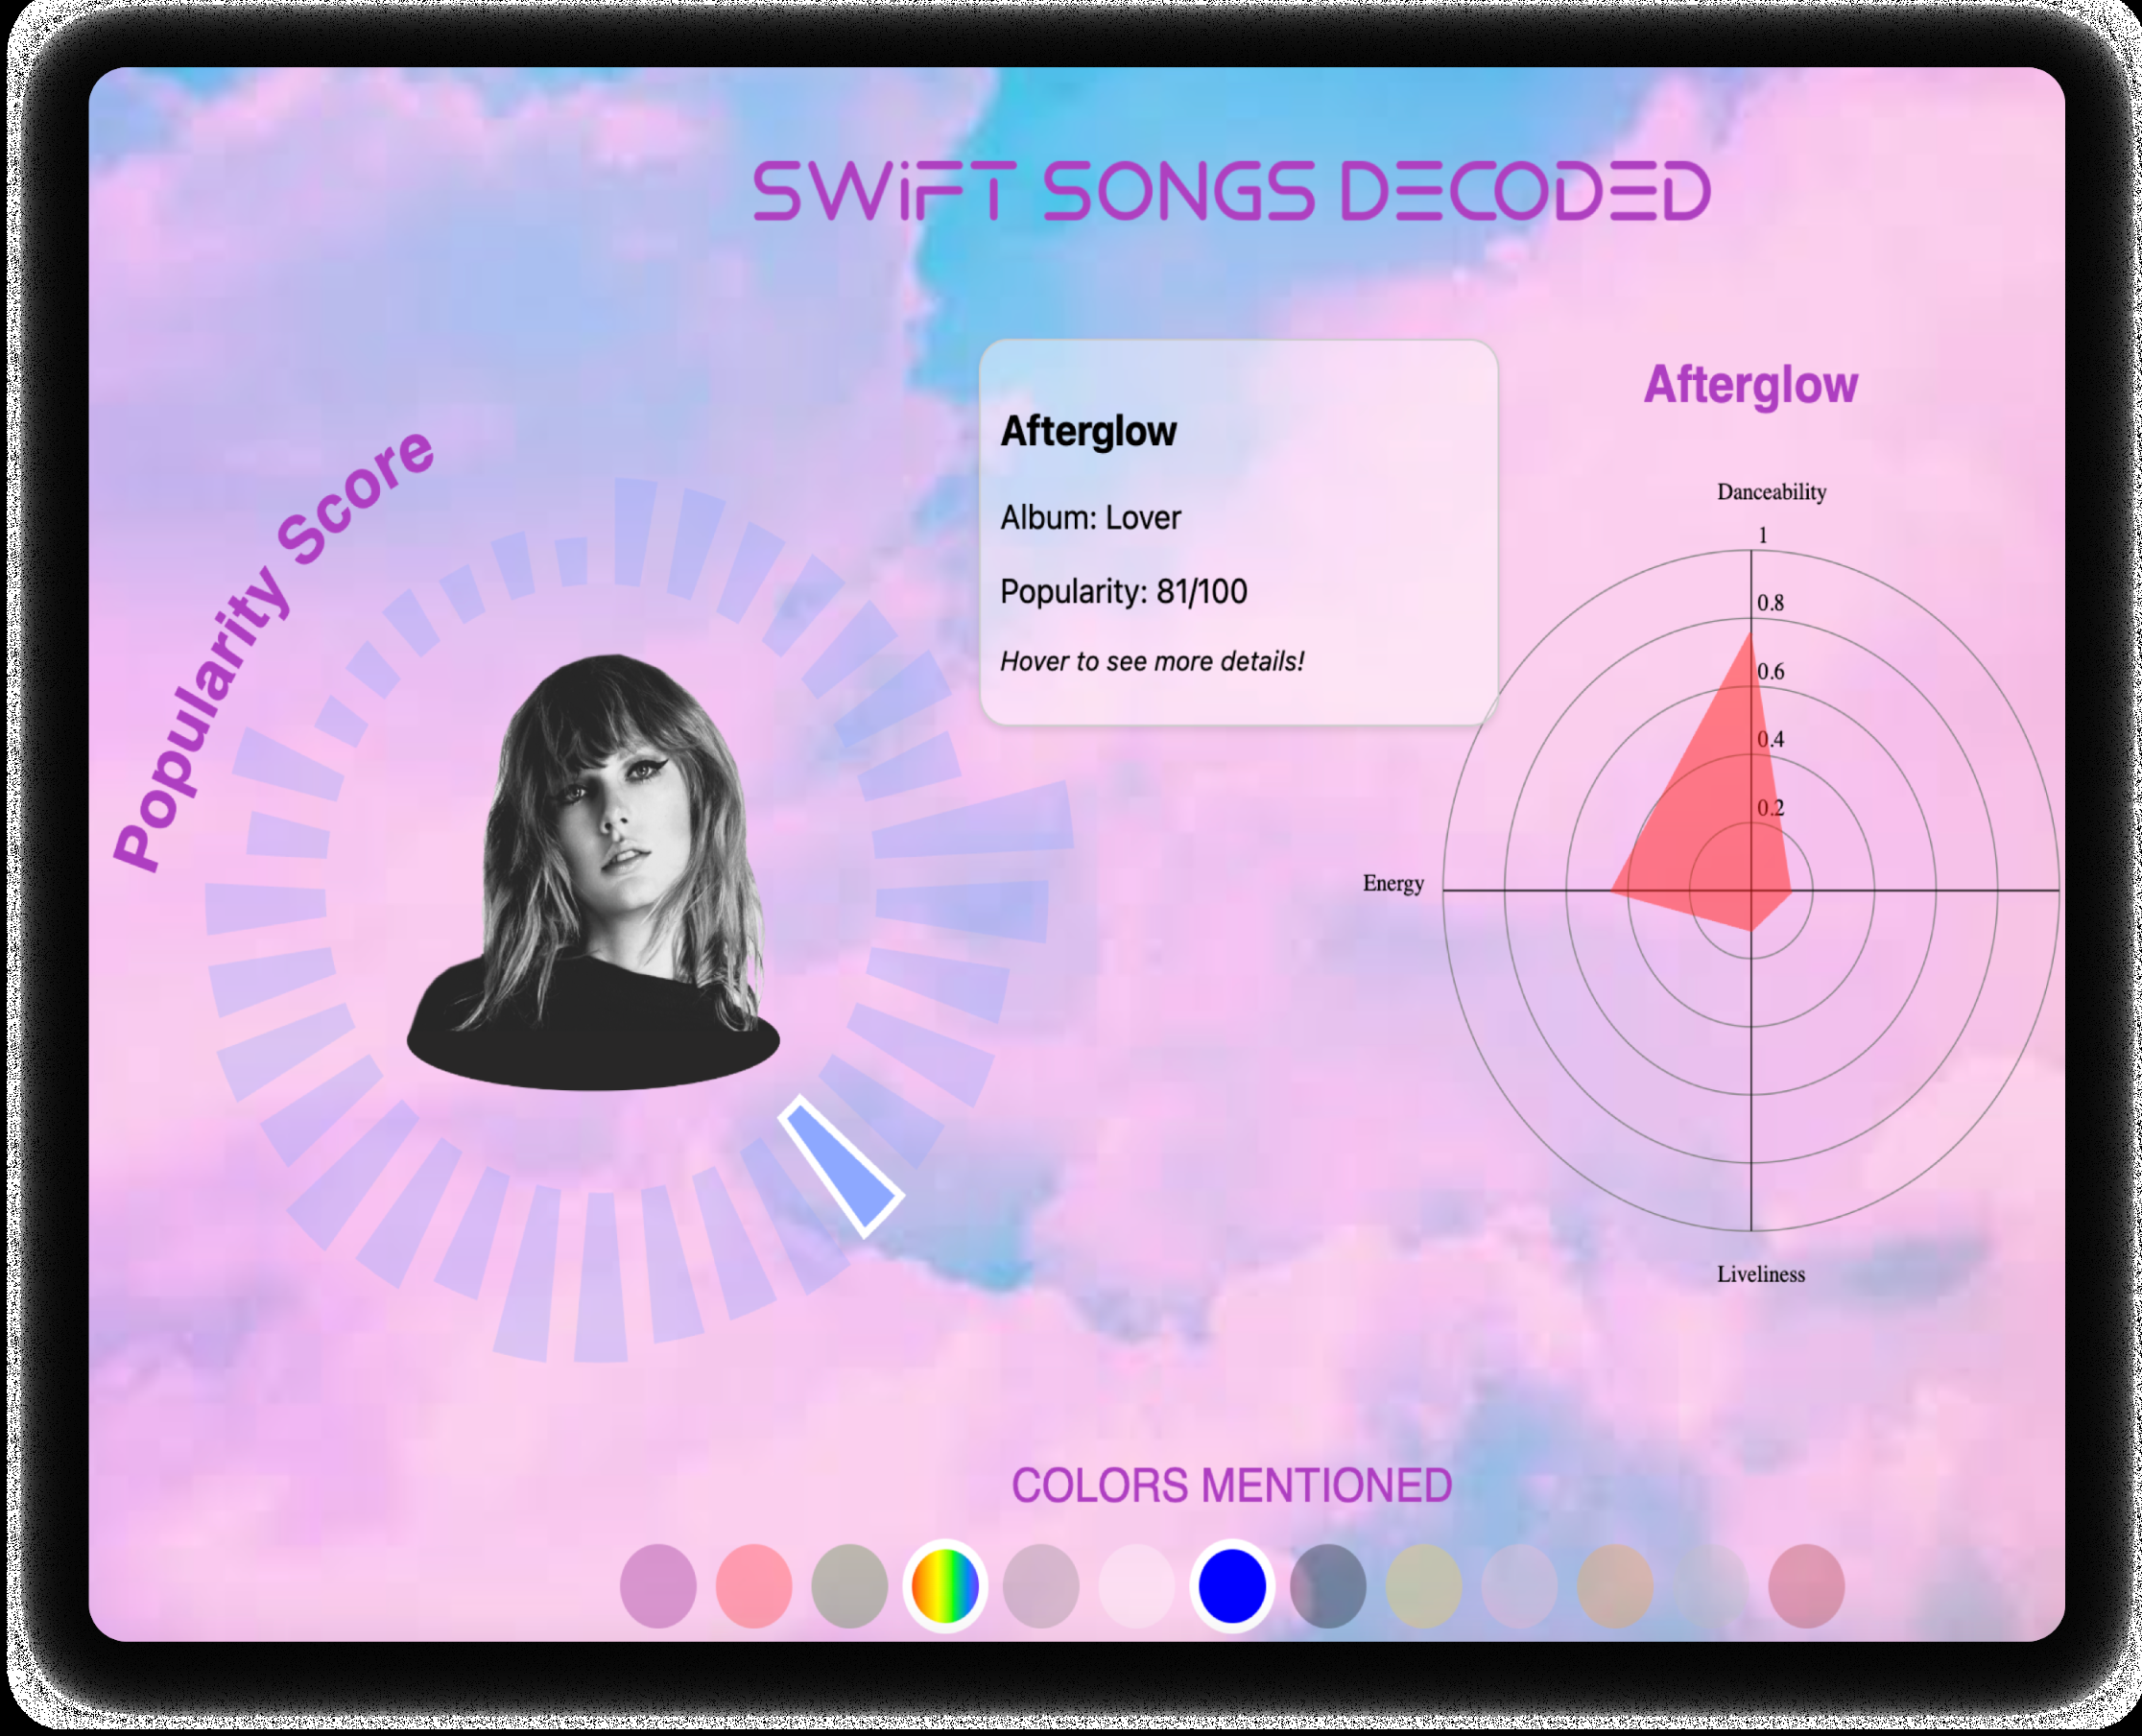 SWiFT SONGS DECODED
Popularity Score
Afterglow
Album: Lover
Popularity: 81/100
Hover to see more details!
Afterglow
Danceability
1
0.8
0.6
0.4
0.2
Energy
Liveliness
COLORS MENTIONED